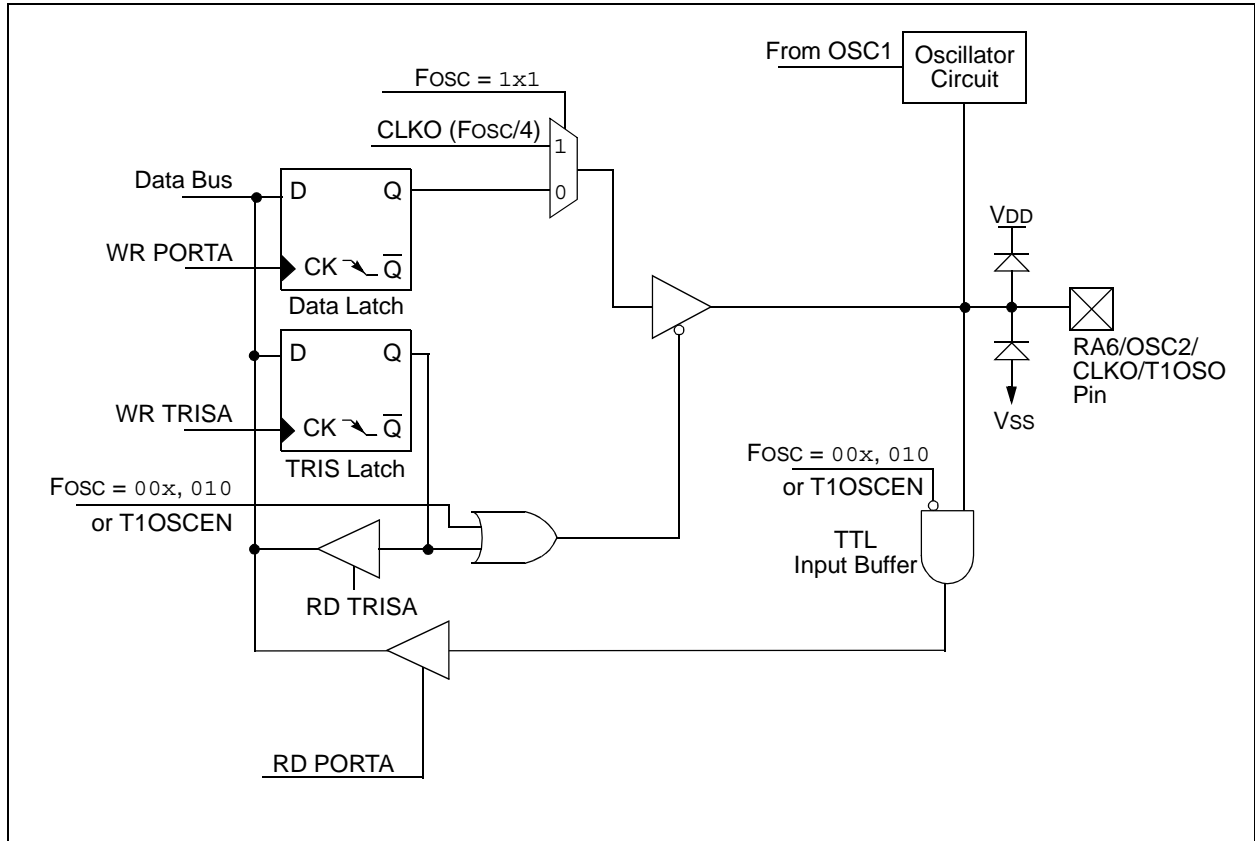 From OSC1
Oscillator
Circuit
FOSC = 1x1
CLKO (FOSC/4)
1
0
Data Bus
D
Q
WR PORTA
CK
Q̅
Data Latch
VDD
RA6/OSC2/
CLKO/T1OSO
Pin
VSS
D
Q
WR TRISA
CK
Q̅
TRIS Latch
FOSC = 00x, 010
or T1OSCEN
FOSC = 00x, 010
or T1OSCEN
TTL
Input Buffer
RD TRISA
RD PORTA